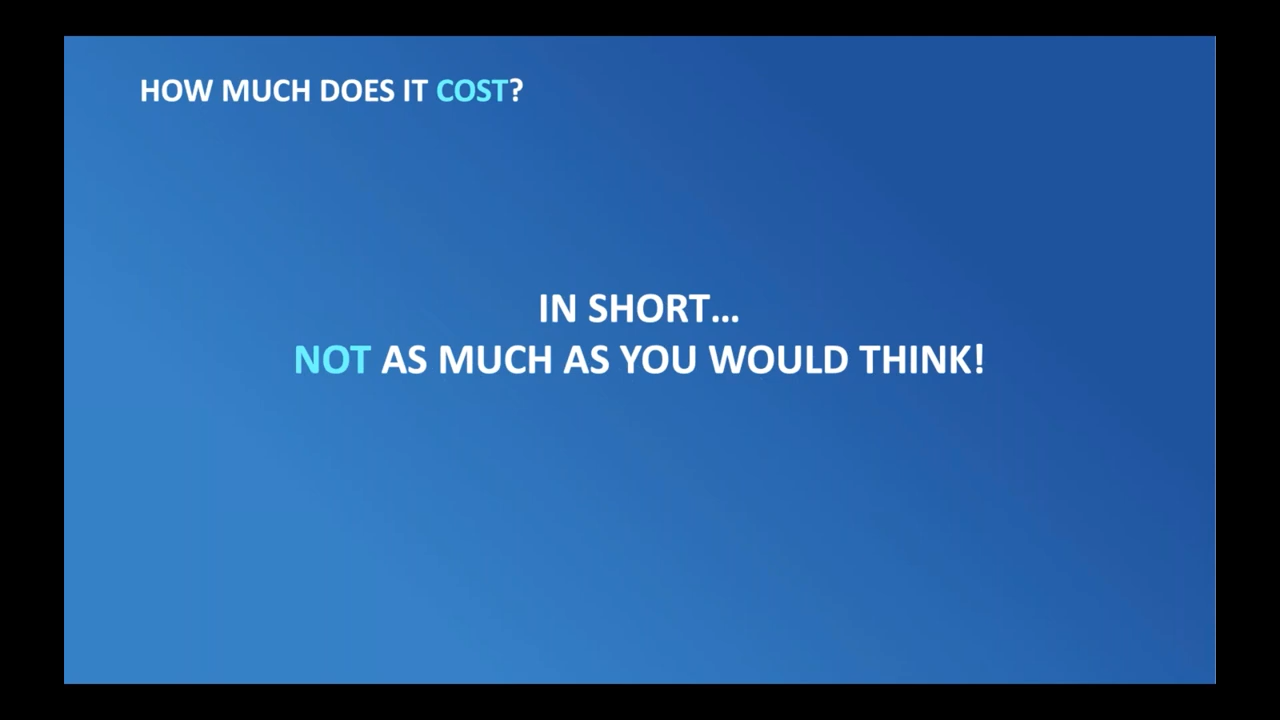 HOW MUCH DOES IT COST?
IN SHORT...
NOT AS MUCH AS YOU WOULD THINK!